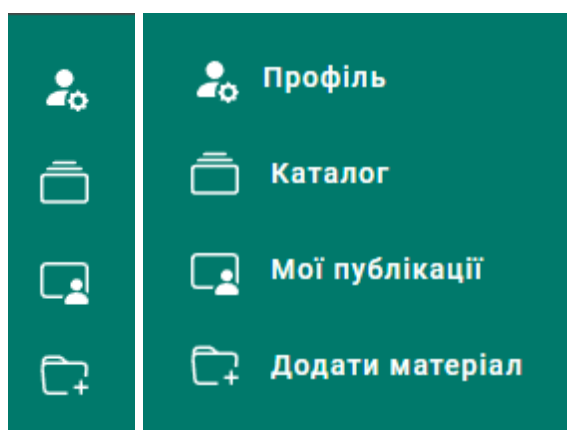 Профіль
Каталог
Мої публікації
Додати матеріал